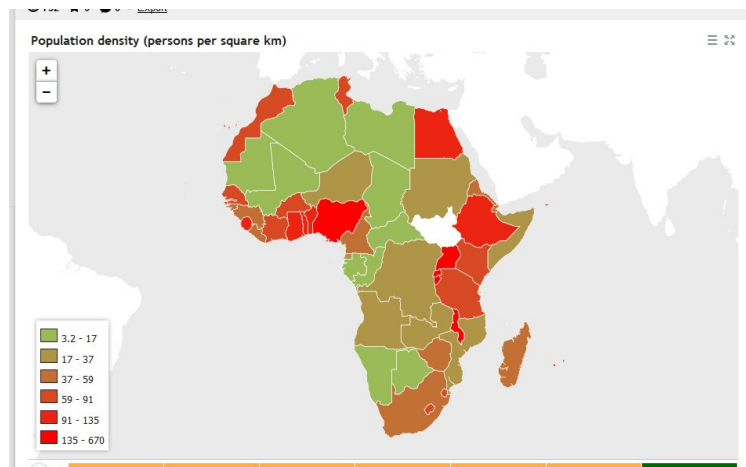 Export
Population density (persons per square km)
+
−
3.2 - 17
17 - 37
37 - 59
59 - 91
91 - 135
135 - 670